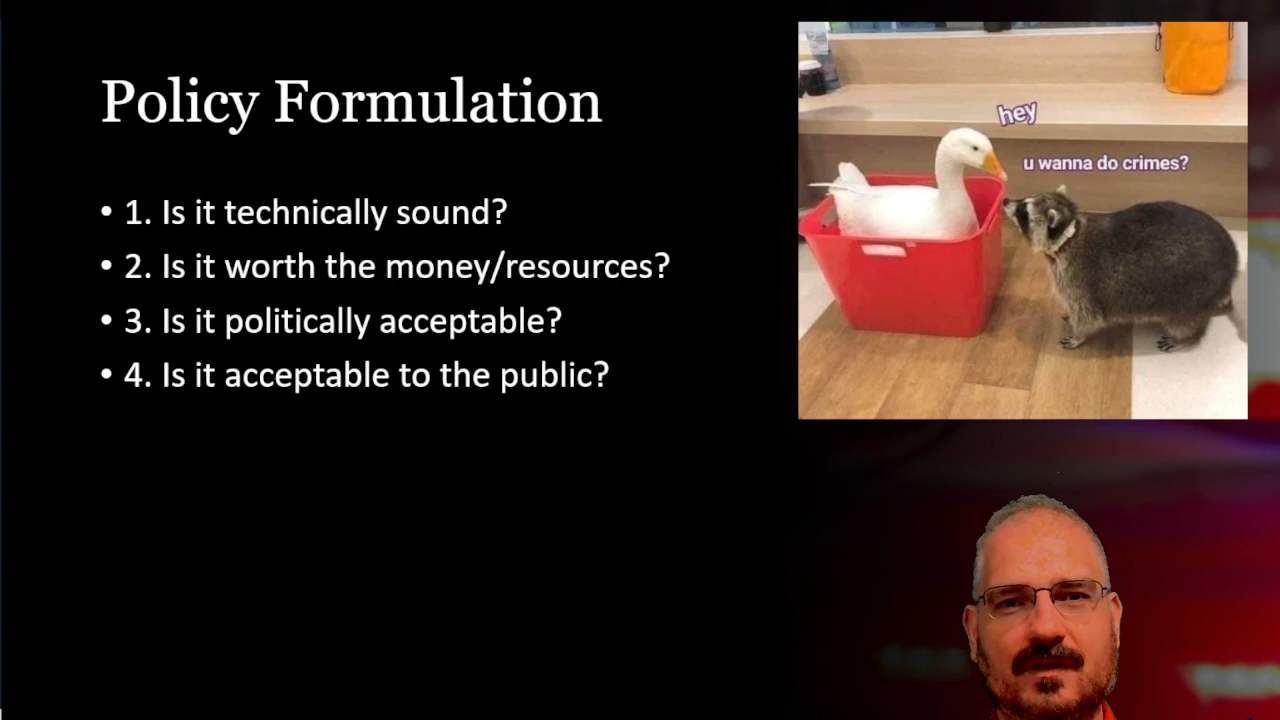 Policy Formulation
• 1. Is it technically sound?
• 2. Is it worth the money/resources?
• 3. Is it politically acceptable?
• 4. Is it acceptable to the public?
hey
u wanna do crimes?